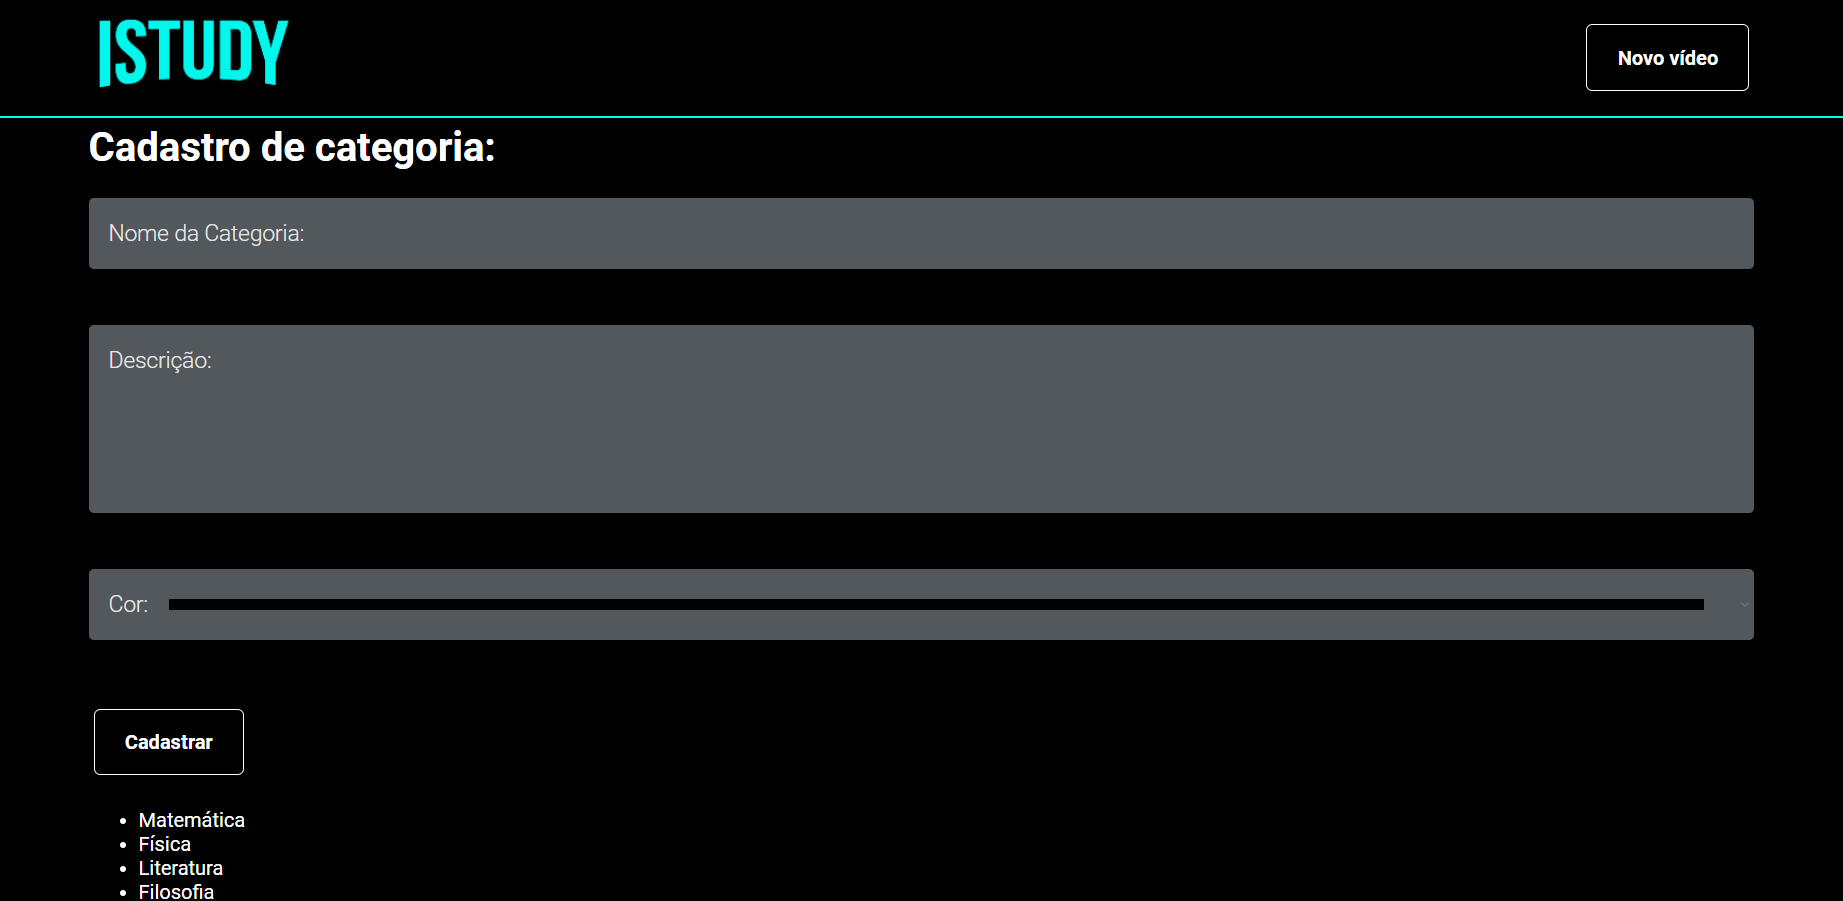 ISTUDY
Novo vídeo
Cadastro de categoria:
Nome da Categoria:
Descrição:
Cor:
Cadastrar
Matemática
Física
Literatura
Filosofia